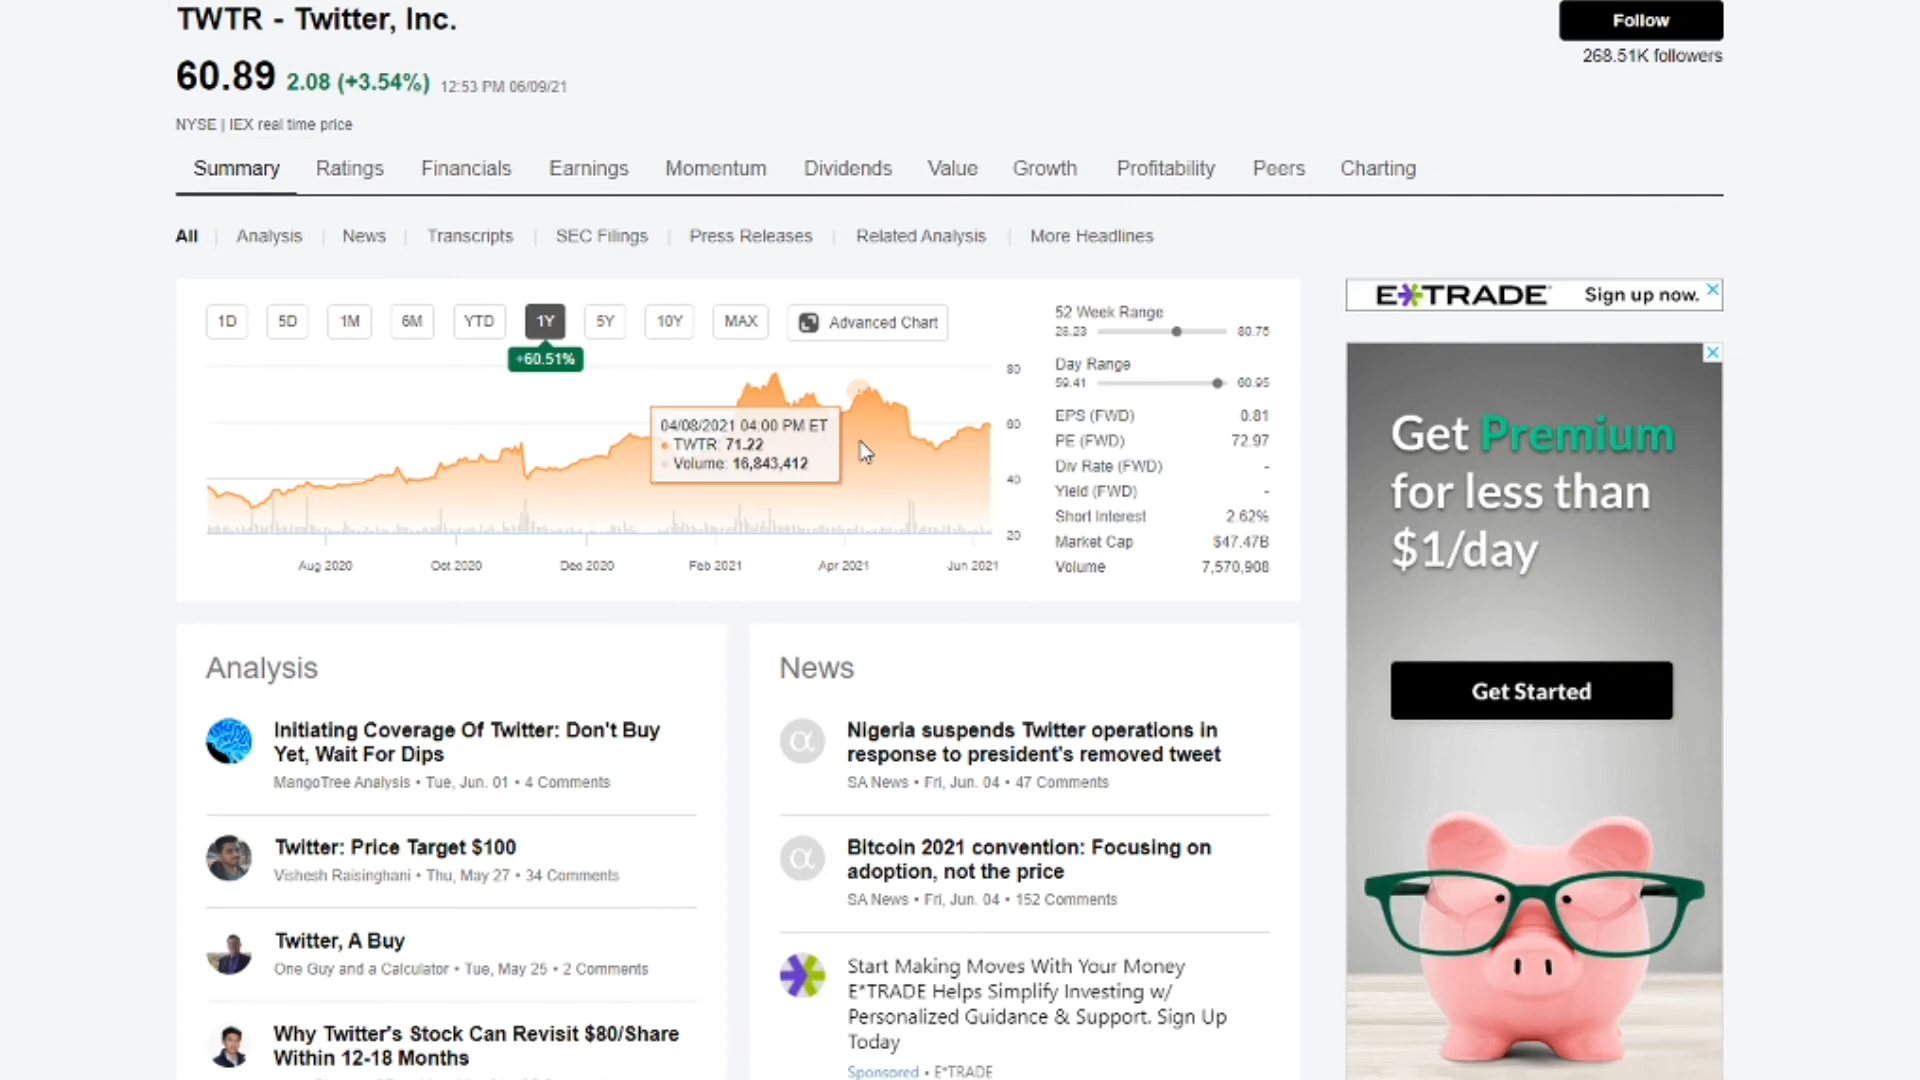 TWTR - Twitter, Inc.
Follow
60.89 2.08 (+3.54%) 12:53 PM 06/09/21
268.51K followers
NYSE | IEX real time price
Summary Ratings Financials Earnings Momentum Dividends Value Growth Profitability Peers Charting
All | Analysis | News | Transcripts | SEC Filings | Press Releases | Related Analysis | More Headlines
1D 5D 1M 6M YTD 1Y 5Y 10Y MAX Advanced Chart
+60.51%
80
60
40
20
04/08/2021 04:00 PM ET
TWTR: 71.22
Volume: 16,843,412
Aug 2020 Oct 2020 Dec 2020 Feb 2021 Apr 2021 Jun 2021
52 Week Range
28.23 80.75
Day Range
59.41 60.95
EPS (FWD) 0.81
PE (FWD) 72.97
Div Rate (FWD) -
Yield (FWD) -
Short Interest 2.62%
Market Cap $47.47B
Volume 7,570,908
E*TRADE Sign up now.
Get Premium
for less than
$1/day
Get Started
Analysis
Initiating Coverage Of Twitter: Don't Buy
Yet, Wait For Dips
MangoTree Analysis • Tue, Jun. 01 • 4 Comments
Twitter: Price Target $100
Vishesh Raisinghani • Thu, May 27 • 34 Comments
Twitter, A Buy
One Guy and a Calculator • Tue, May 25 • 2 Comments
Why Twitter's Stock Can Revisit $80/Share
Within 12-18 Months
News
α
Nigeria suspends Twitter operations in
response to president's removed tweet
SA News • Fri, Jun. 04 • 47 Comments
α
Bitcoin 2021 convention: Focusing on
adoption, not the price
SA News • Fri, Jun. 04 • 152 Comments
Start Making Moves With Your Money
E*TRADE Helps Simplify Investing w/
Personalized Guidance & Support. Sign Up
Today
Sponsored • E*TRADE